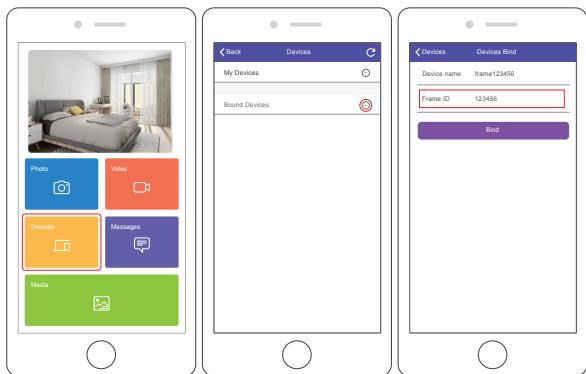 Photo
Video
Devices
Messages
Media
Back Devices
My Devices
Bound Devices
Devices Devices Bind
Device name frame123456
Frame ID 123456
Bind